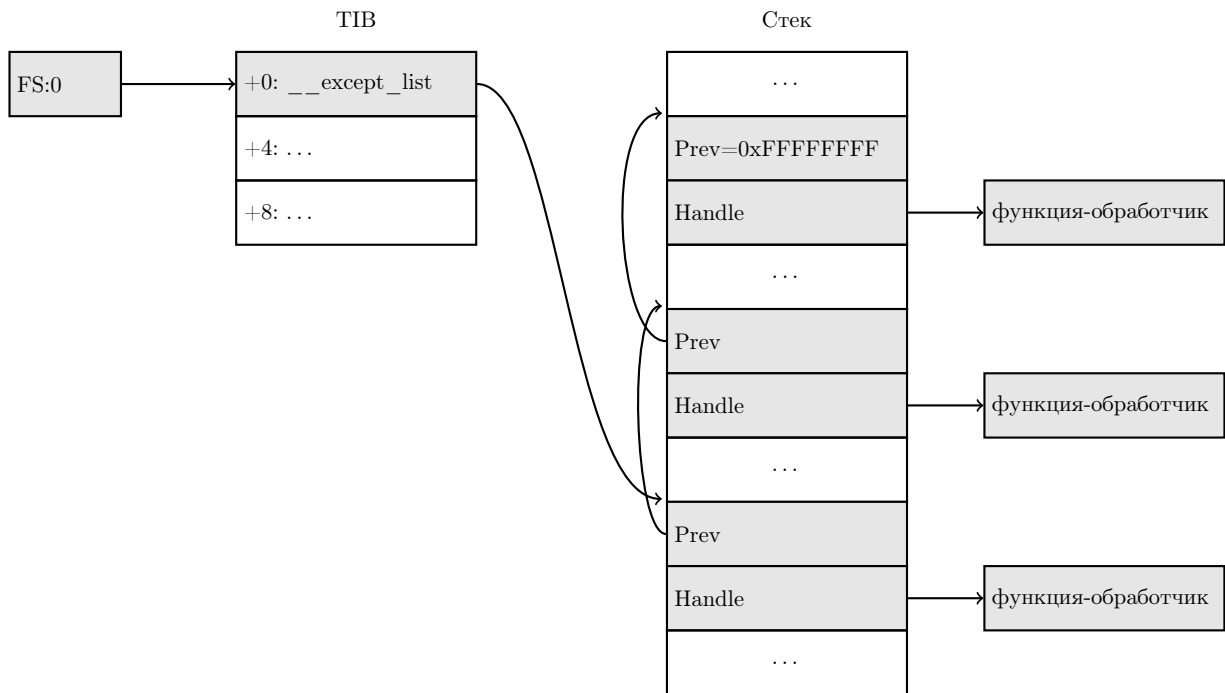 TIB
Стек
FS:0
+0: __except_list
+4: ...
+8: ...
...
Prev=0xFFFFFFFF
Handle
функция-обработчик
...
Prev
Handle
функция-обработчик
...
Prev
Handle
функция-обработчик
...